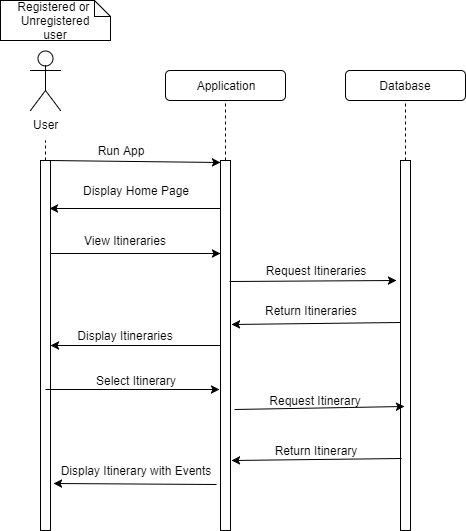 Registered or
Unregistered
user
User
Application
Database
Run App
Display Home Page
View Itineraries
Request Itineraries
Return Itineraries
Display Itineraries
Select Itinerary
Request Itinerary
Return Itinerary
Display Itinerary with Events